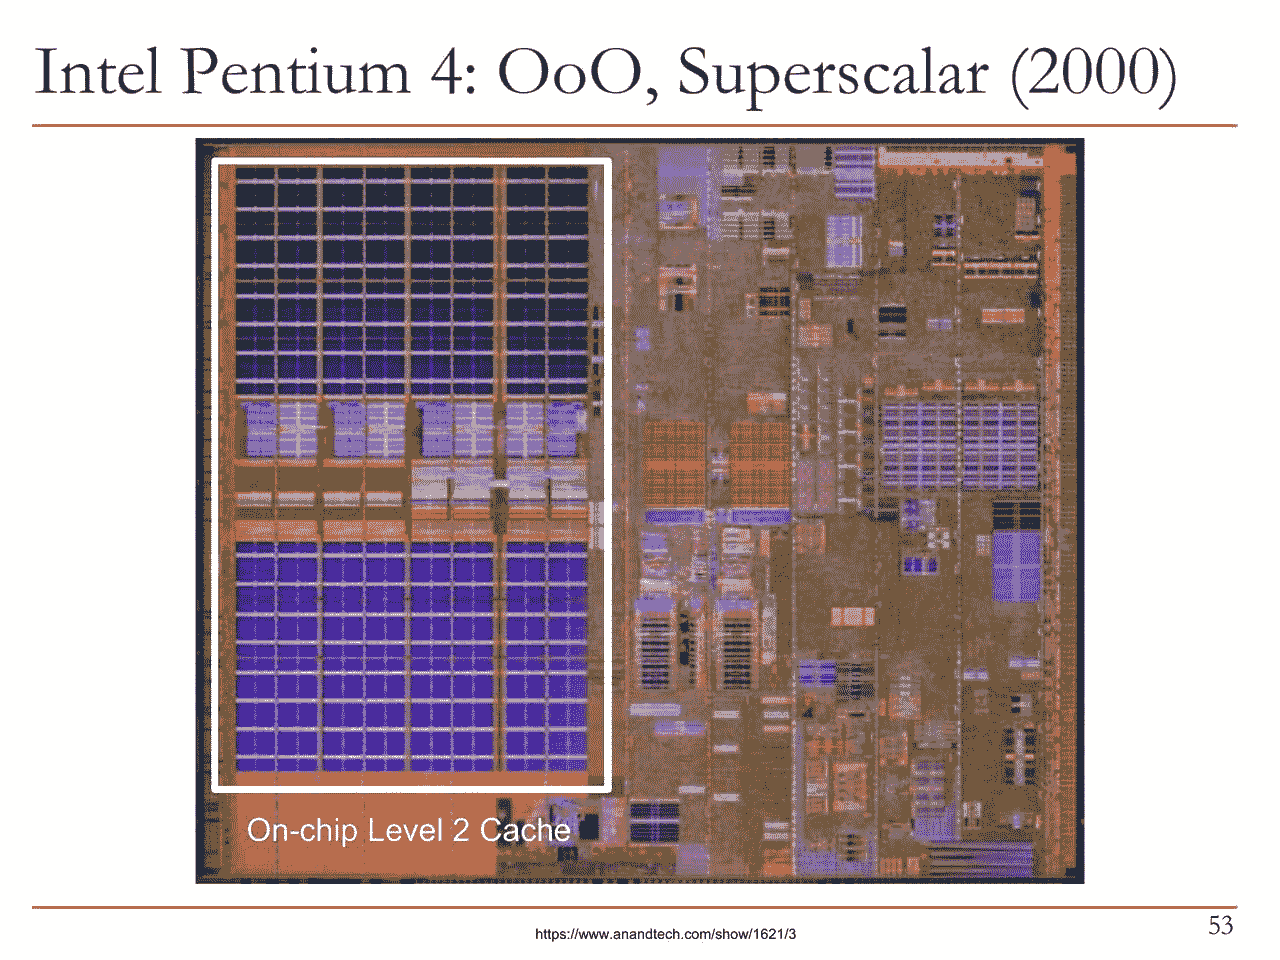 Intel Pentium 4: OoO, Superscalar (2000)
On-chip Level 2 Cache
https://www.anandtech.com/show/1621/3
53